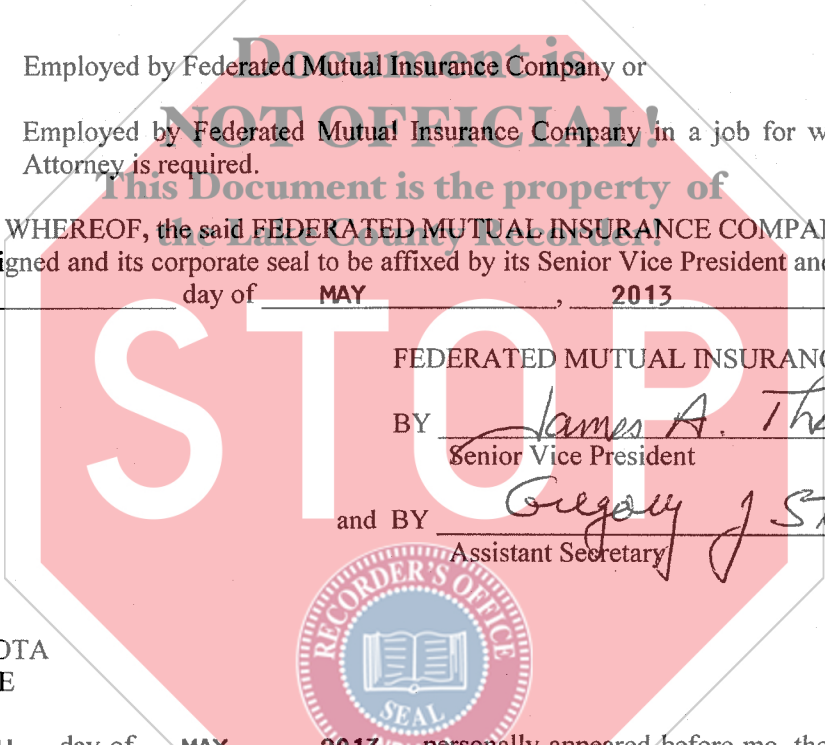 Document is
Employed by Federated Mutual Insurance Company or
NOT OFFICIAL!
Employed by Federated Mutual Insurance Company in a job for w
Attorney is required.
This Document is the property of
the Lake County Recorder!
WHEREOF, the said FEDERATED MUTUAL INSURANCE COMPA
igned and its corporate seal to be affixed by its Senior Vice President and
day of MAY , 2013
STOP
FEDERATED MUTUAL INSURANC
BY James A. Th
Senior Vice President
and BY Gregory J St
Assistant Secretary
RECORDER'S OFFICE
SEAL
OTA
E
day of MAY 2013 personally appeared before me, the